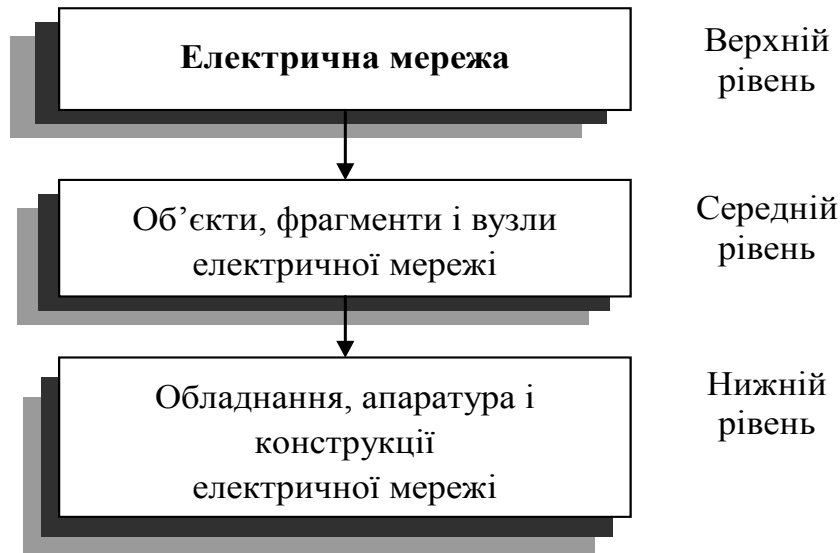 Електрична мережа
Верхній
рівень
Об’єкти, фрагменти і вузли
електричної мережі
Середній
рівень
Обладнання, апаратура і
конструкції
електричної мережі
Нижній
рівень